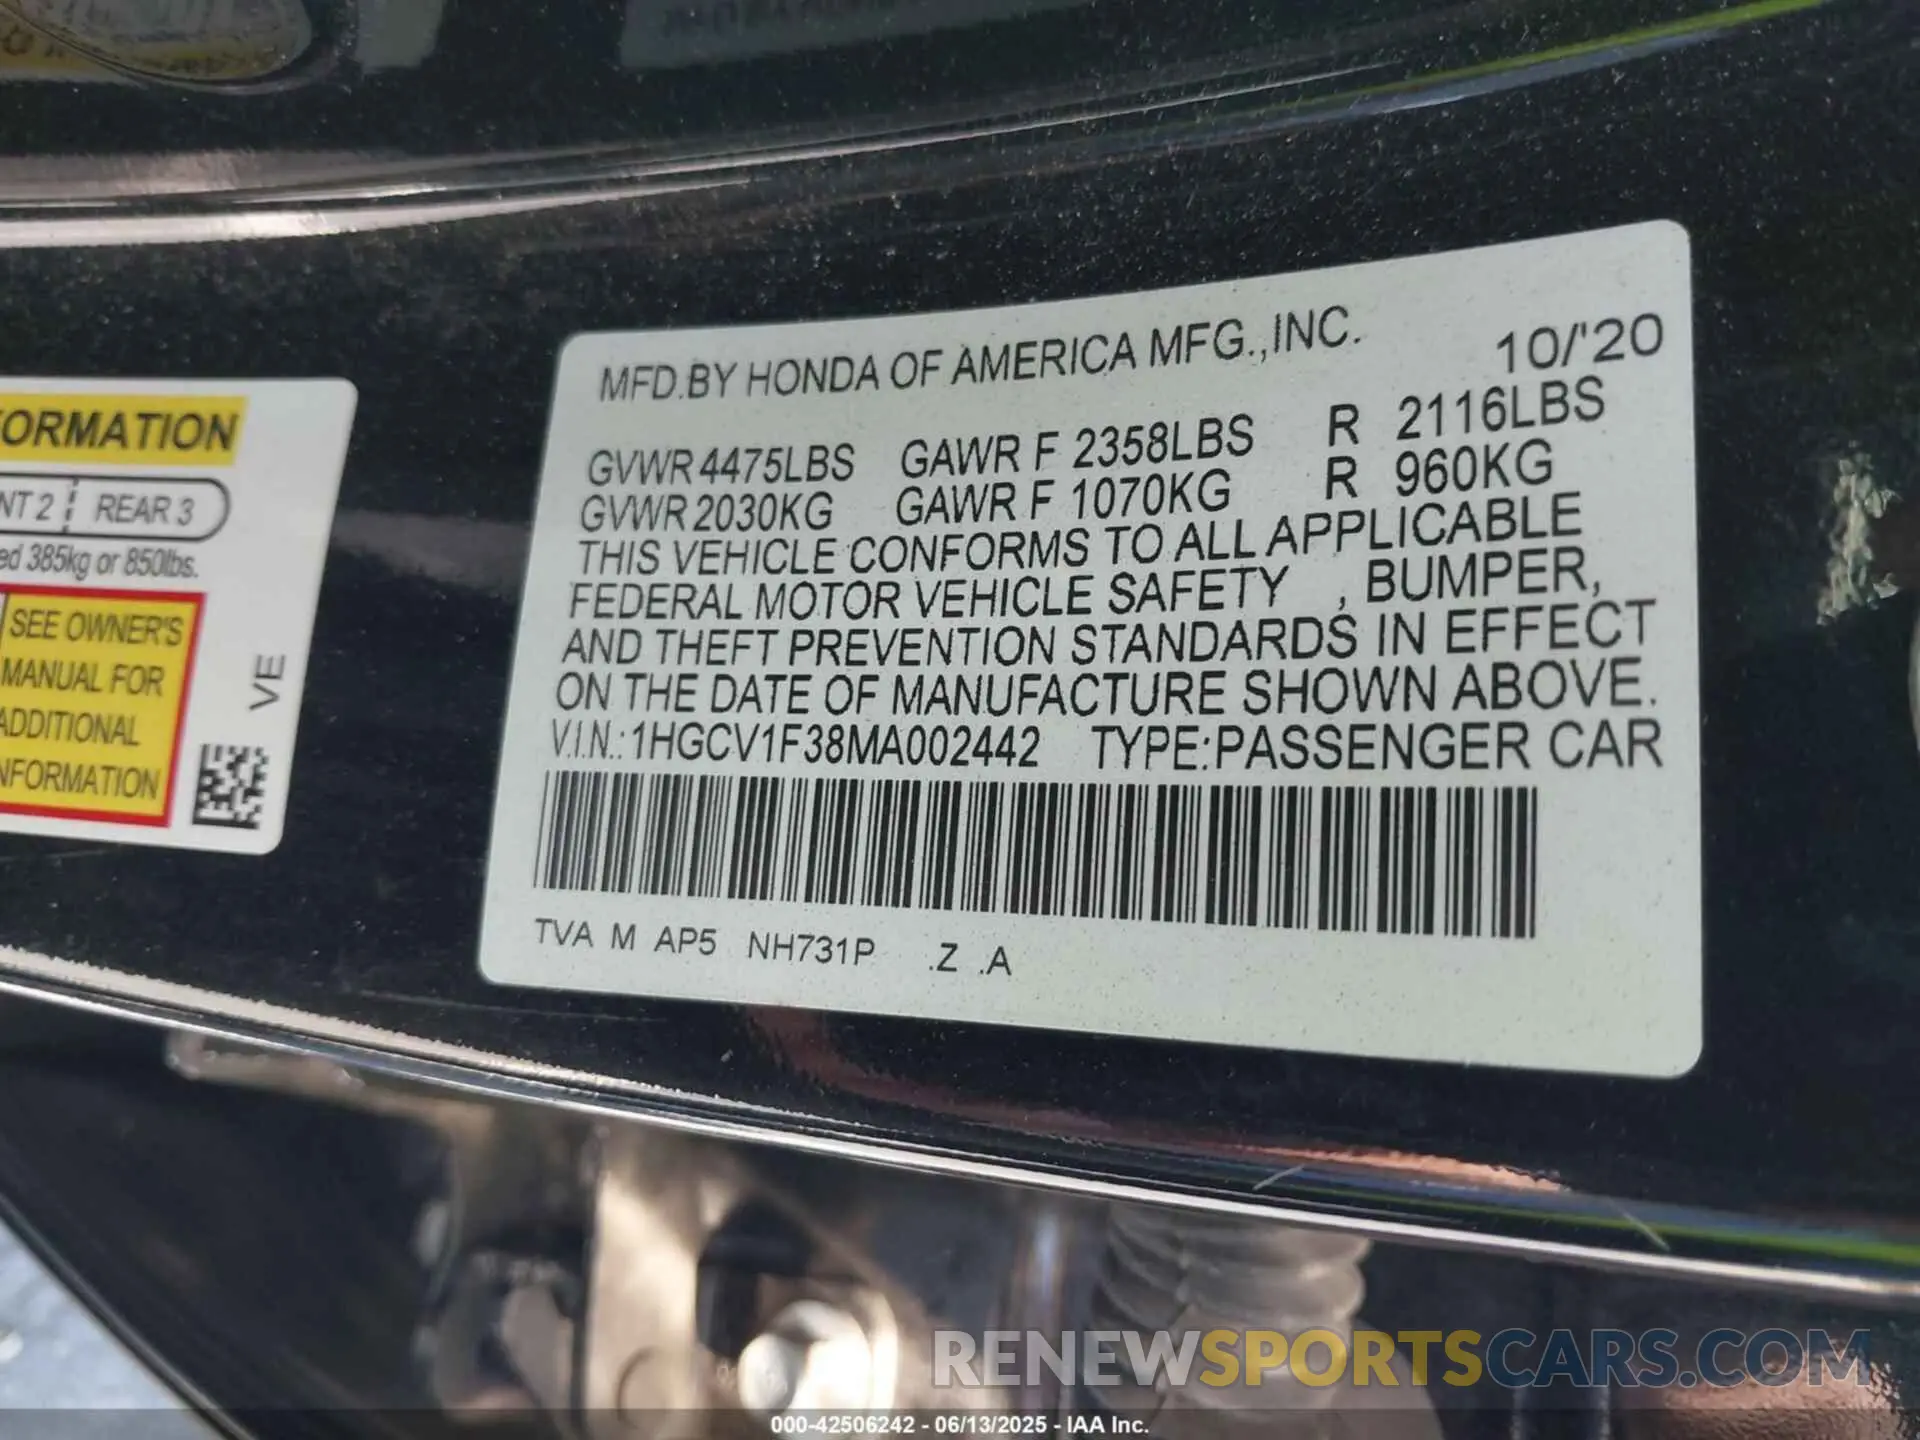 ORMATION
NT 2 REAR 3
ed 385kg or 850lbs.
SEE OWNER'S
MANUAL FOR
ADDITIONAL
NFORMATION
VE
MFD.BY HONDA OF AMERICA MFG.,INC. 10/'20
GVWR 4475LBS GAWR F 2358LBS R 2116LBS
GVWR 2030KG GAWR F 1070KG R 960KG
THIS VEHICLE CONFORMS TO ALL APPLICABLE
FEDERAL MOTOR VEHICLE SAFETY , BUMPER,
AND THEFT PREVENTION STANDARDS IN EFFECT
ON THE DATE OF MANUFACTURE SHOWN ABOVE.
V.I.N.: 1HGCV1F38MA002442 TYPE:PASSENGER CAR
TVA M AP5 NH731P .Z .A
RENEWSPORTSCARS.COM
000-42506242 - 06/13/2025 - IAA Inc.